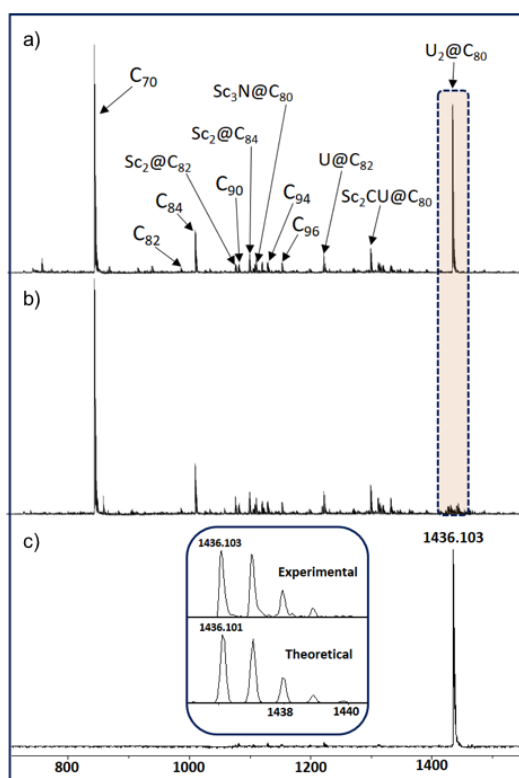 a)
U₂@C₈₀
C₇₀
Sc₃N@C₈₀
Sc₂@C₈₄
Sc₂@C₈₂
U@C₈₂
C₉₀
C₉₄
Sc₂CU@C₈₀
C₈₄
C₉₆
C₈₂
b)
c)
1436.103
1436.103
Experimental
1436.101
Theoretical
1438
1440
800
1000
1200
1400